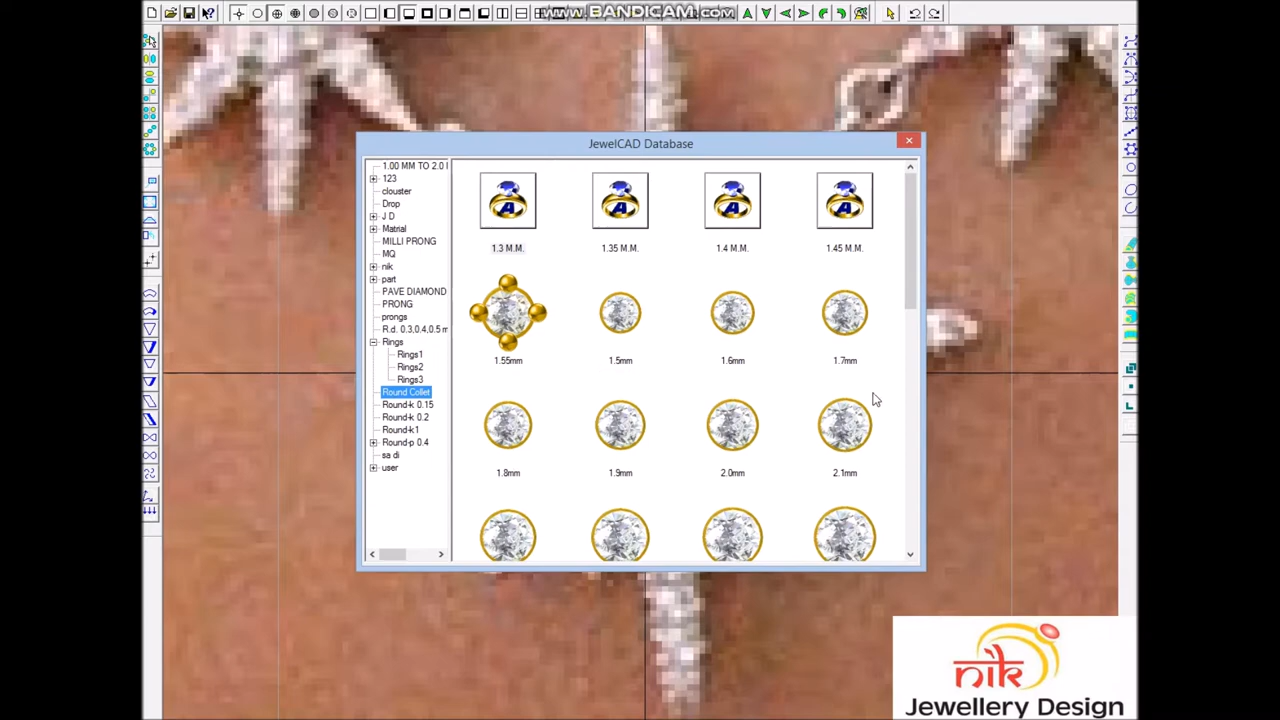 www.BANDICAM.com
JewelCAD Database
1.00 MM TO 2.0
123
clouster
Drop
J D
Matrial
MILLI PRONG
MQ
nik
part
PAVE DIAMOND
PRONG
prongs
R.d. 0.3,0.4,0.5 m
Rings
Rings1
Rings2
Rings3
Round Collet
Round-k 0.15
Round-k 0.2
Round-k1
Round-p 0.4
sa di
user
1.3 M.M.
1.35 M.M.
1.4 M.M.
1.45 M.M.
1.55mm
1.5mm
1.6mm
1.7mm
1.8mm
1.9mm
2.0mm
2.1mm
nik
Jewellery Design